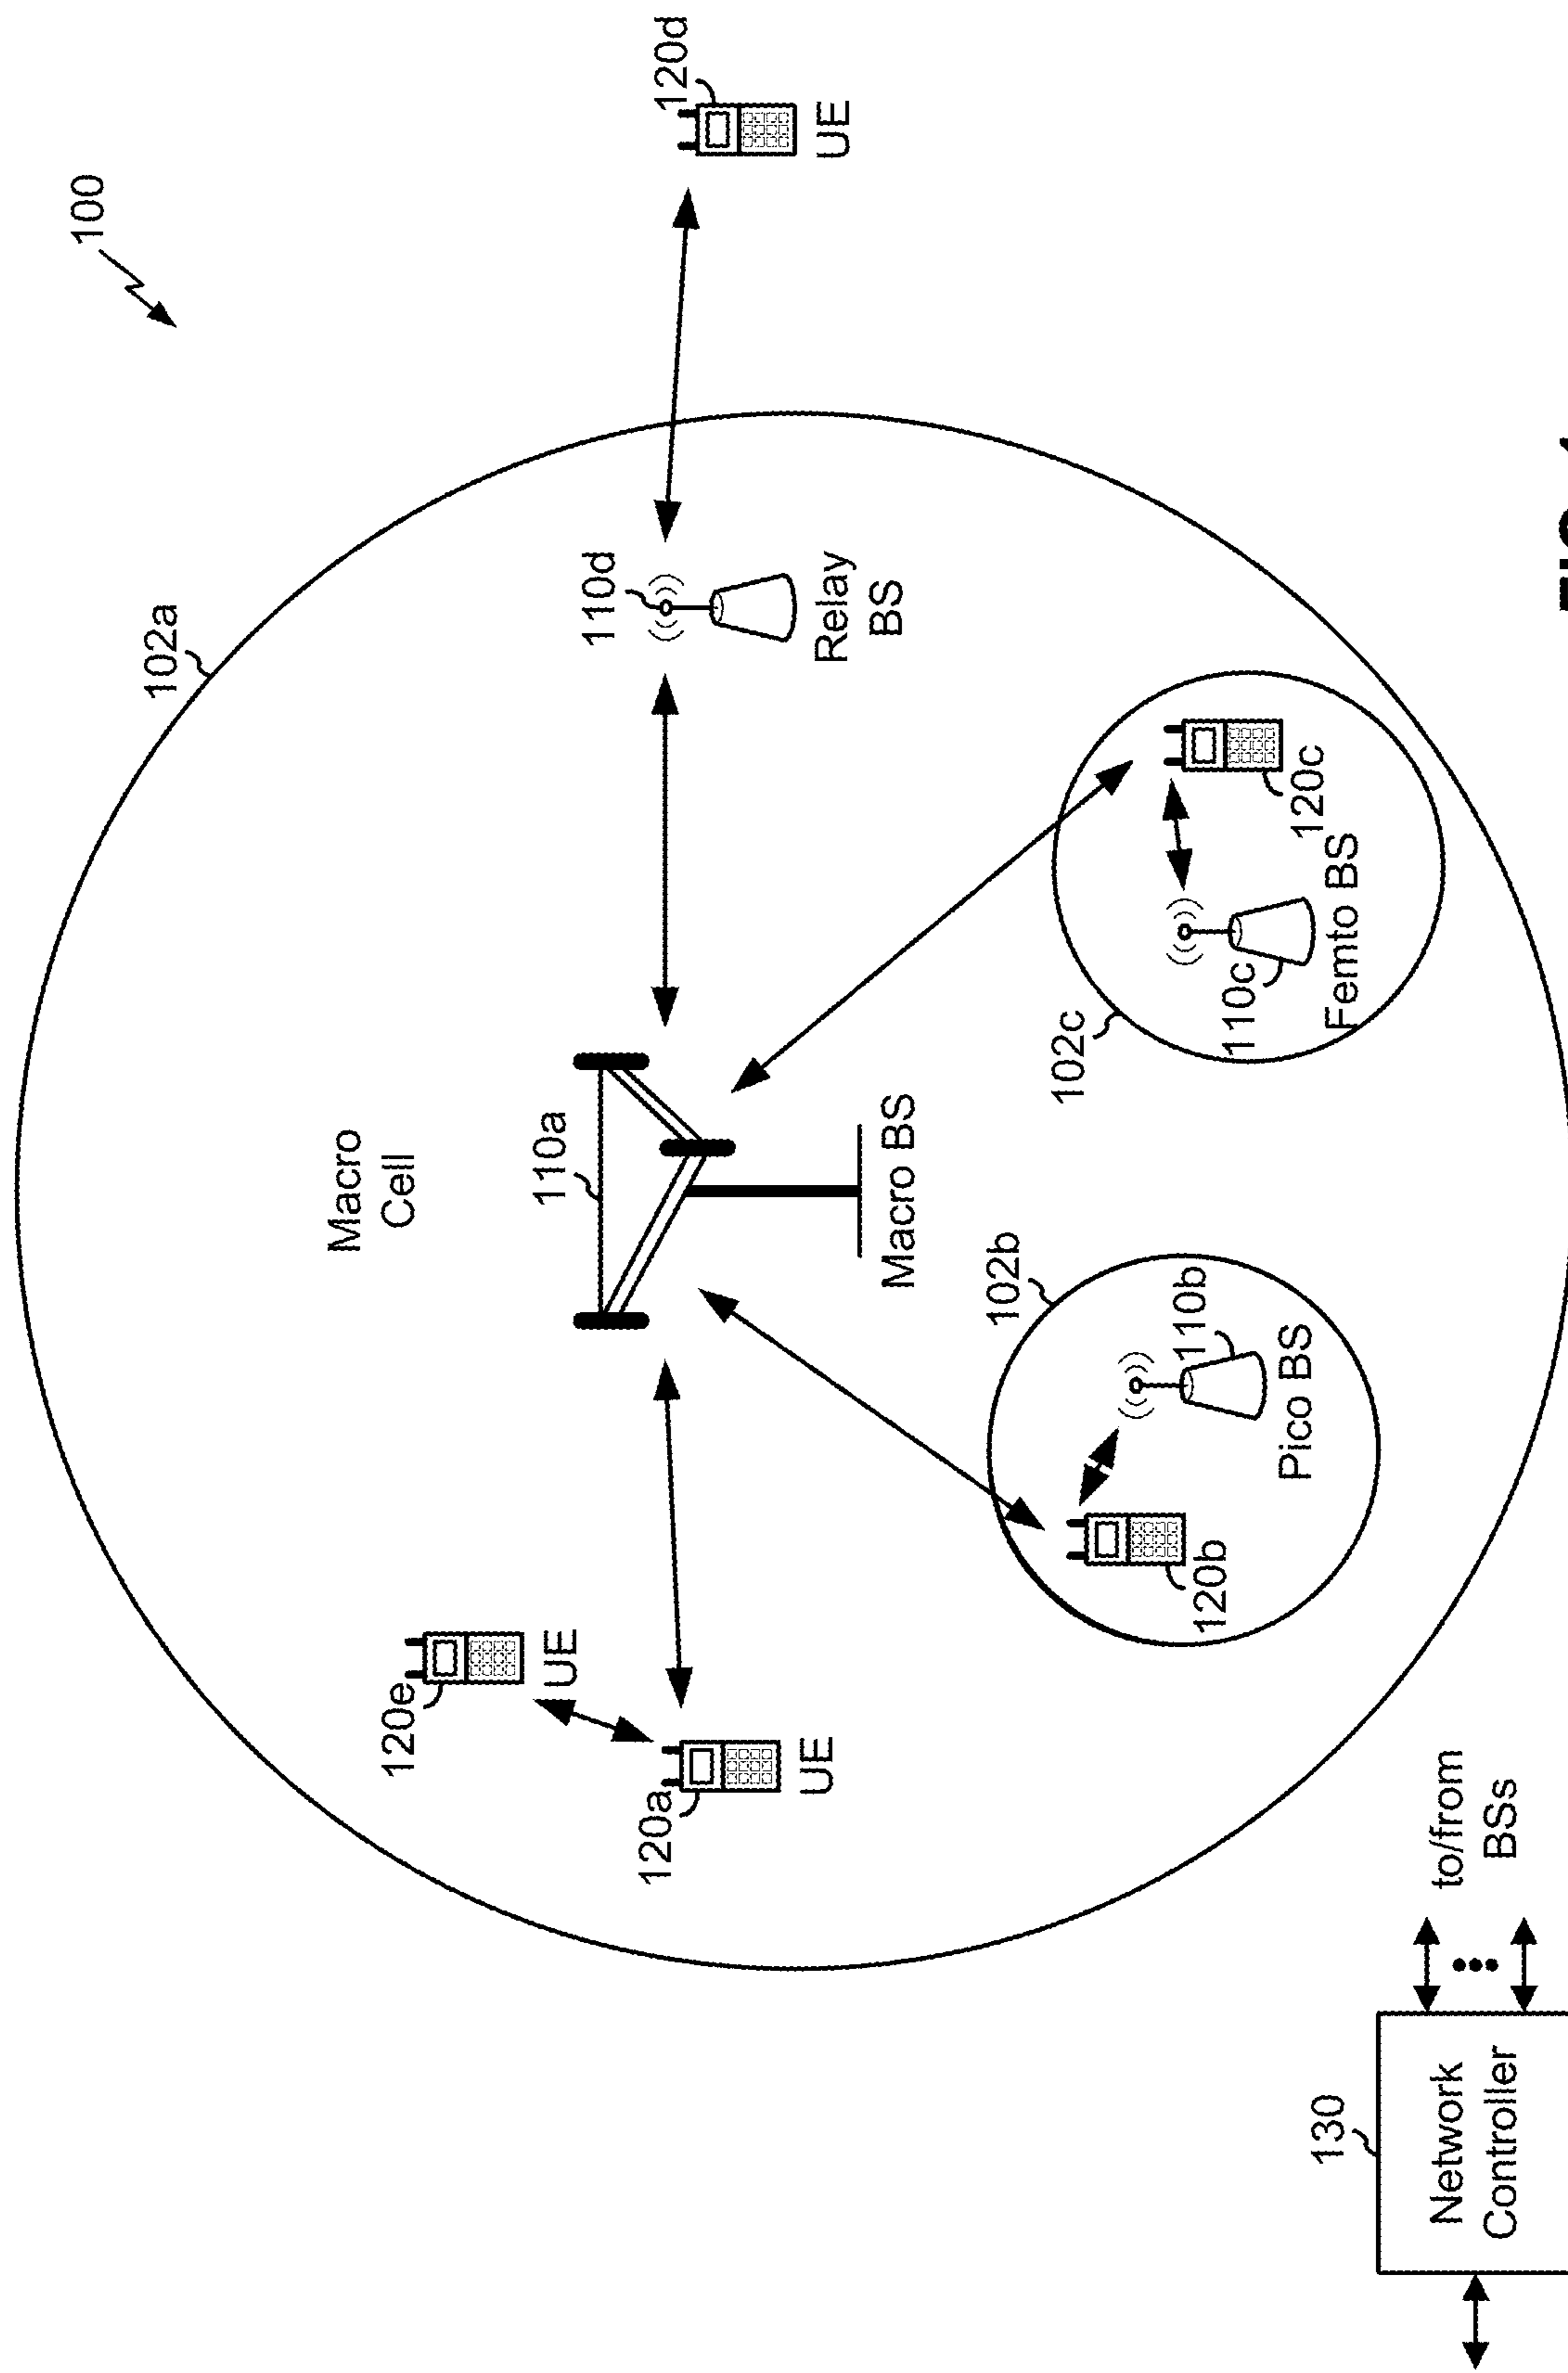 100
102a
Macro
Cell
120e
UE
110a
110d
120d
120a
UE
Relay
BS
UE
Macro BS
102b
102c
110b
120b
Pico BS
110c
120c
Femto BS
130
Network
Controller
to/from
BSs